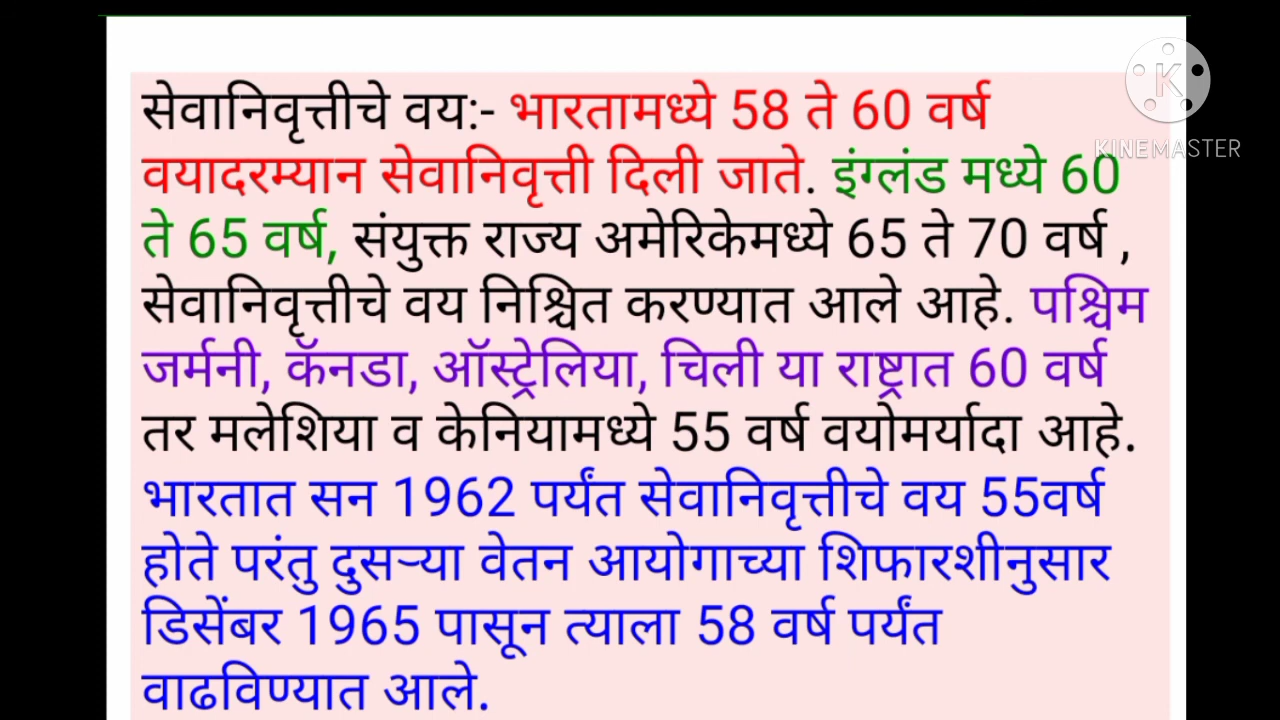 सेवानिवृत्तीचे वय:- भारतामध्ये 58 ते 60 वर्ष
वयादरम्यान सेवानिवृत्ती दिली जाते. इंग्लंड मध्ये 60
ते 65 वर्ष, संयुक्त राज्य अमेरिकेमध्ये 65 ते 70 वर्ष ,
सेवानिवृत्तीचे वय निश्चित करण्यात आले आहे. पश्चिम
जर्मनी, कॅनडा, ऑस्ट्रेलिया, चिली या राष्ट्रात 60 वर्ष
तर मलेशिया व केनियामध्ये 55 वर्ष वयोमर्यादा आहे.
भारतात सन 1962 पर्यंत सेवानिवृत्तीचे वय 55वर्ष
होते परंतु दुसऱ्या वेतन आयोगाच्या शिफारशीनुसार
डिसेंबर 1965 पासून त्याला 58 वर्ष पर्यंत
वाढविण्यात आले.
K
KINEMASTER